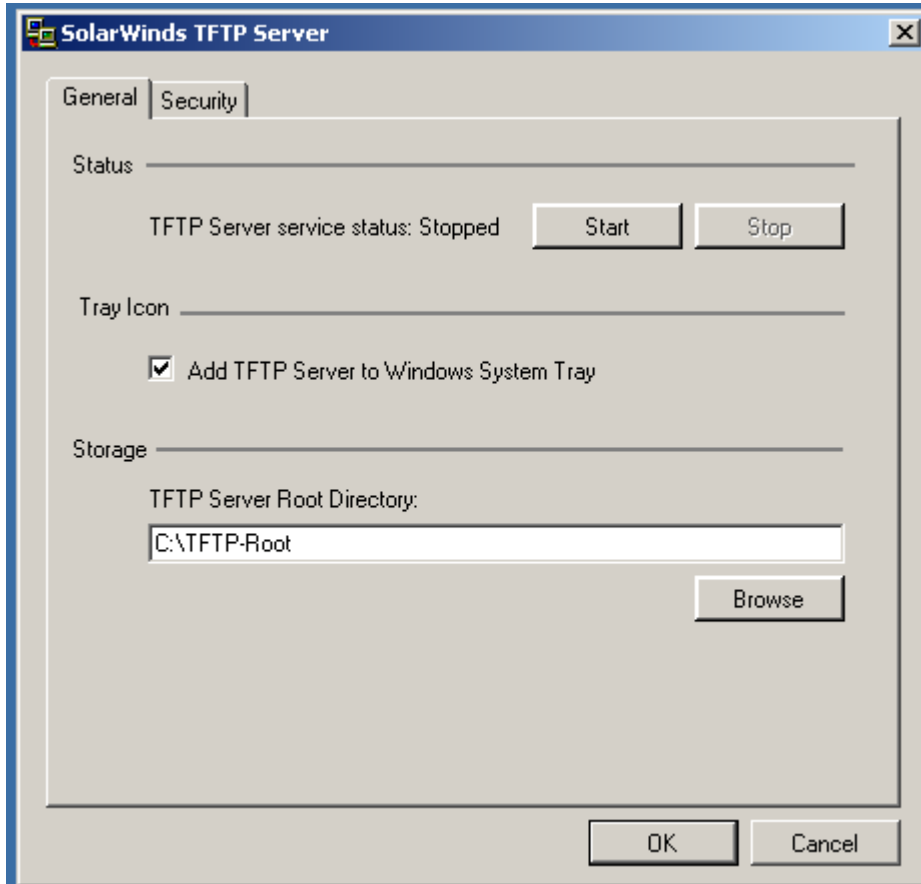 SolarWinds TFTP Server
General Security
Status
TFTP Server service status: Stopped Start Stop
Tray Icon
Add TFTP Server to Windows System Tray
Storage
TFTP Server Root Directory:
C:\TFTP-Root
Browse
OK Cancel